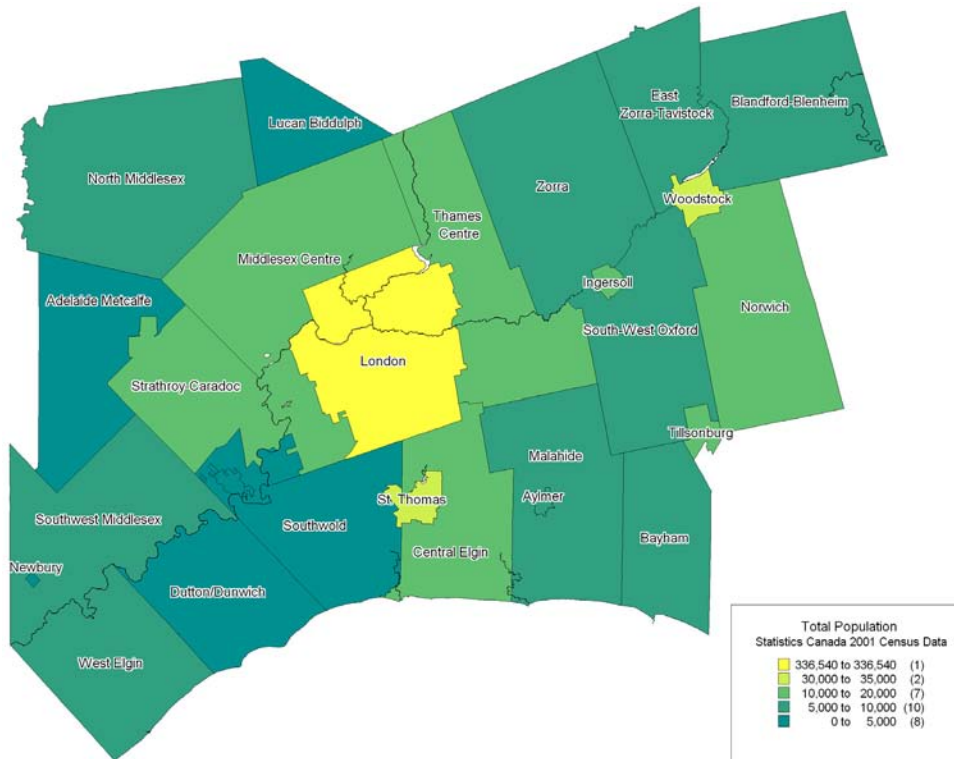 East
Zorra-Tavistock
Blandford-Blenheim
Lucan Biddulph
North Middlesex
Zorra
Woodstock
Thames
Centre
Middlesex Centre
Ingersoll
Adelaide Metcalfe
Norwich
South-West Oxford
London
Strathroy Caradoc
Tillsonburg
Malahide
St. Thomas
Aylmer
Southwest Middlesex
Southwold
Bayham
Central Elgin
Newbury
Dutton/Dunwich
West Elgin
Total Population
Statistics Canada 2001 Census Data
336,540 to 336,540 (1)
30,000 to 35,000 (2)
10,000 to 20,000 (7)
5,000 to 10,000 (10)
0 to 5,000 (8)